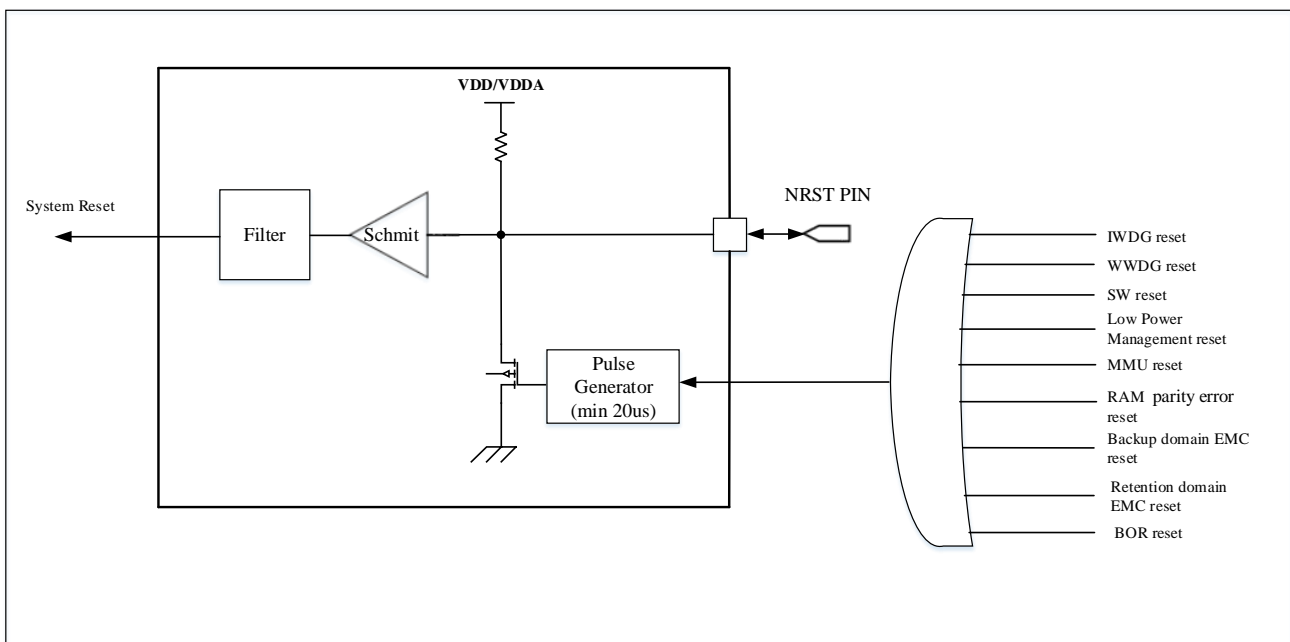 VDD/VDDA
System Reset
Filter
Schmit
NRST PIN
Pulse
Generator
(min 20us)
IWDG reset
WWDG reset
SW reset
Low Power
Management reset
MMU reset
RAM parity error
reset
Backup domain EMC
reset
Retention domain
EMC reset
BOR reset